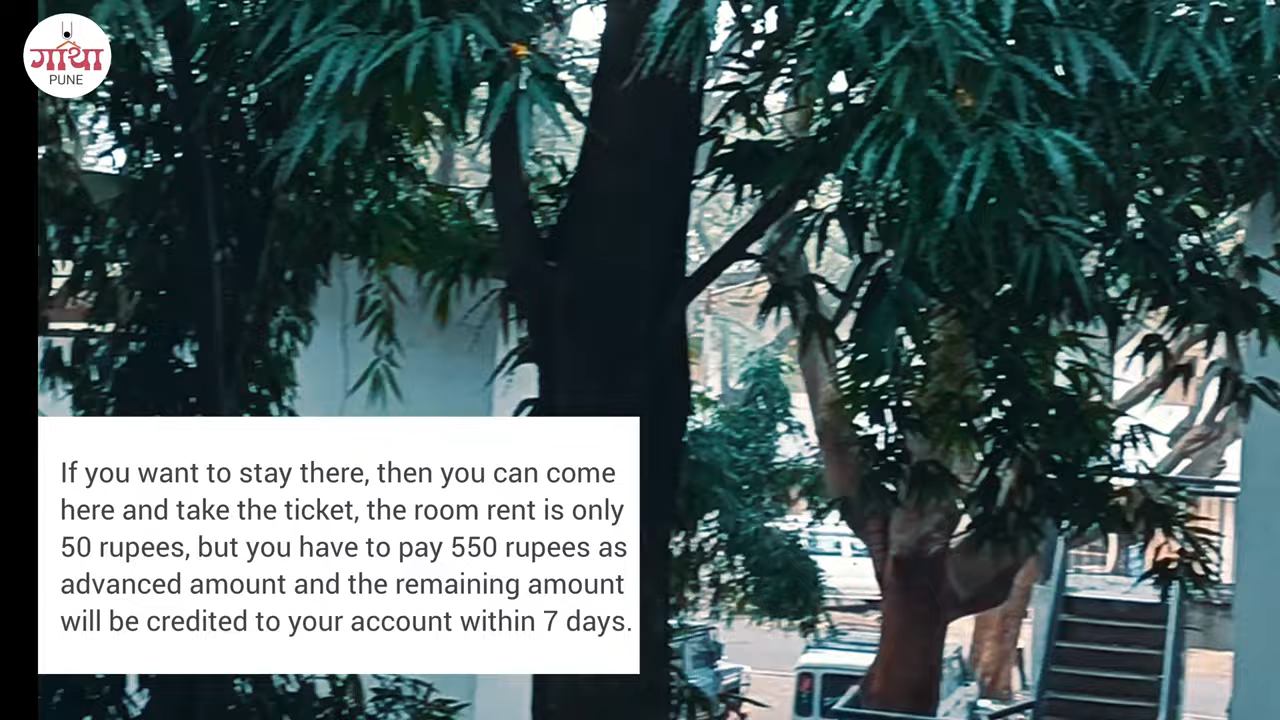 गाथा
PUNE
If you want to stay there, then you can come
here and take the ticket, the room rent is only
50 rupees, but you have to pay 550 rupees as
advanced amount and the remaining amount
will be credited to your account within 7 days.